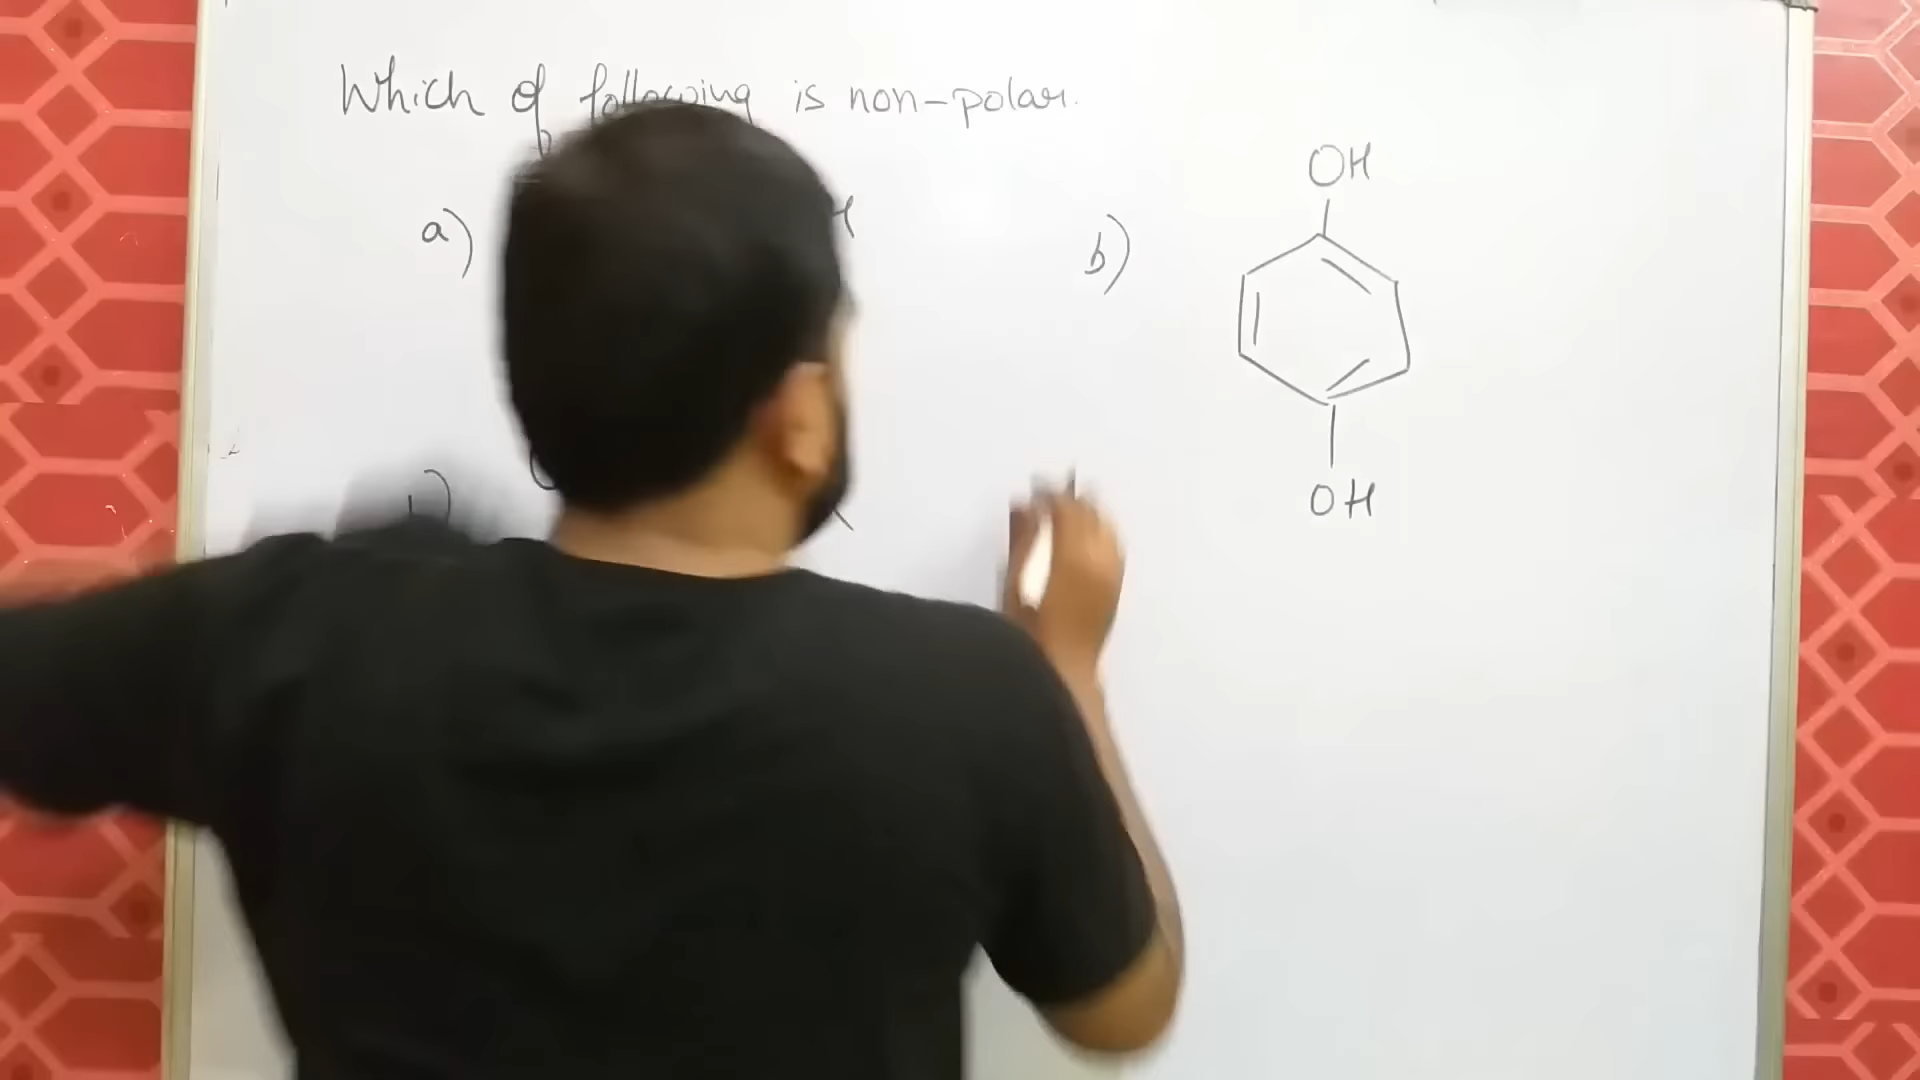 Which of following is non-polar.
a)
b)
OH
OH